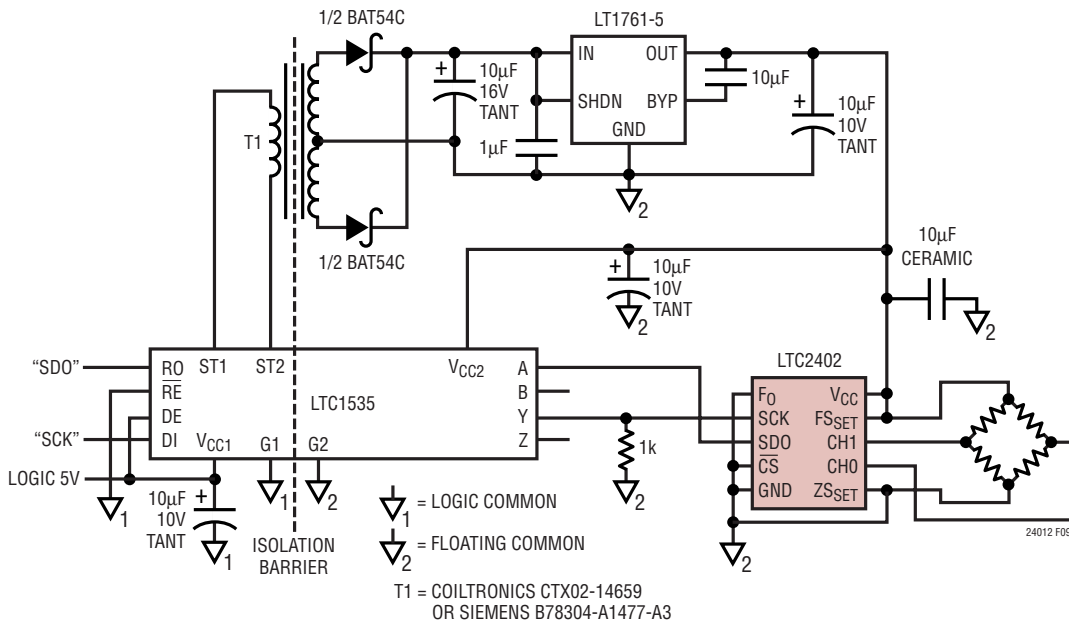 1/2 BAT54C
LT1761-5
IN
OUT
SHDN
BYP
GND
+
10µF
16V
TANT
1µF
10µF
+
10µF
10V
TANT
T1
2
1/2 BAT54C
+
10µF
10V
TANT
2
10µF
CERAMIC
2
“SDO”
“SCK”
LOGIC 5V
RO
RE
DE
DI
ST1
ST2
VCC2
LTC1535
VCC1
G1
G2
A
B
Y
Z
1k
2
LTC2402
FO
SCK
SDO
CS
GND
VCC
FSSET
CH1
CH0
ZSSET
2
1
10µF
10V
TANT
+
1
1
2
ISOLATION
BARRIER
1 = LOGIC COMMON
2 = FLOATING COMMON
T1 = COILTRONICS CTX02-14659
OR SIEMENS B78304-A1477-A3
24012 F09